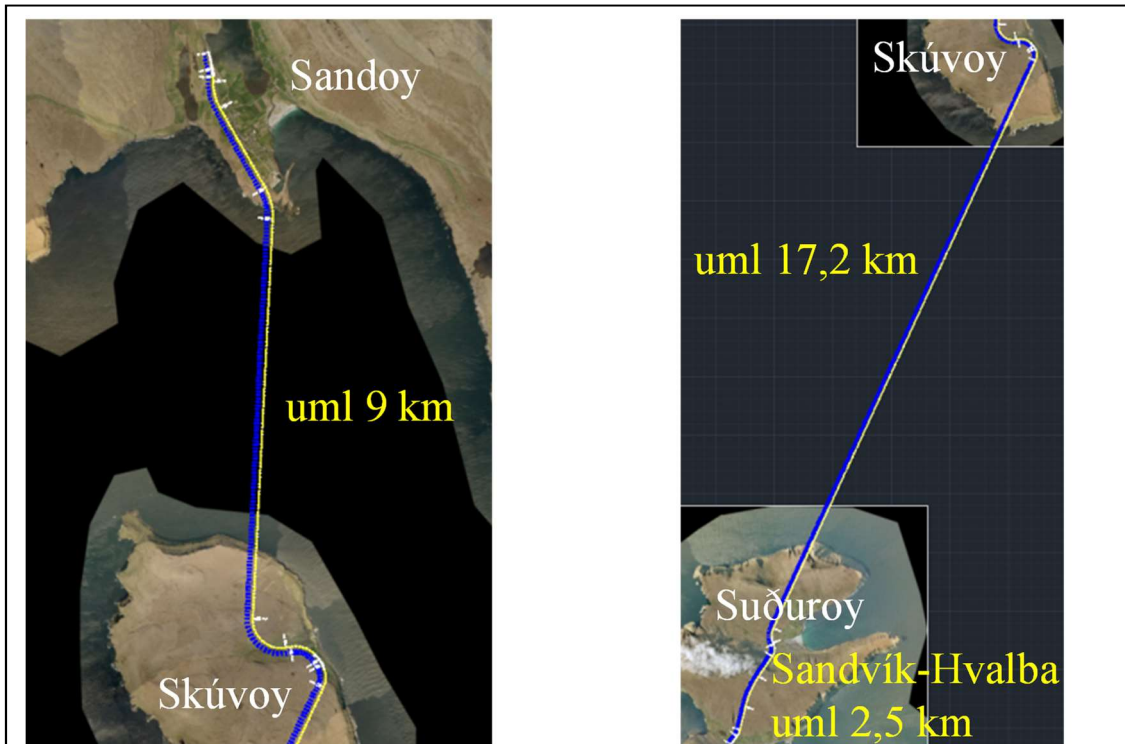 Sandoy
uml 9 km
Skúvoy
Skúvoy
uml 17,2 km
Suðuroy
Sandvík-Hvalba
uml 2,5 km